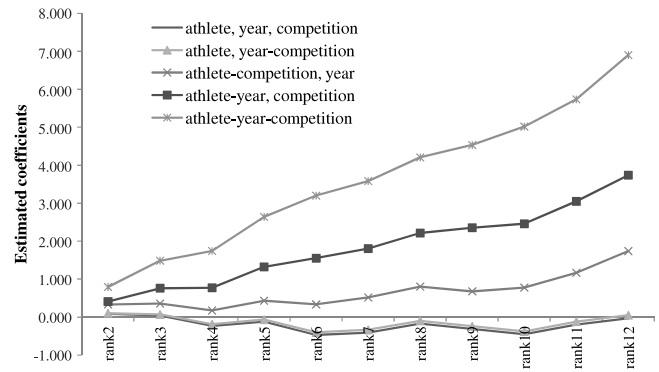 8.000
7.000
6.000
5.000
4.000
3.000
2.000
1.000
0.000
-1.000
Estimated coefficients
athlete, year, competition
athlete, year-competition
athlete-competition, year
athlete-year, competition
athlete-year-competition
rank2
rank3
rank4
rank5
rank6
rank7
rank8
rank9
rank10
rank11
rank12